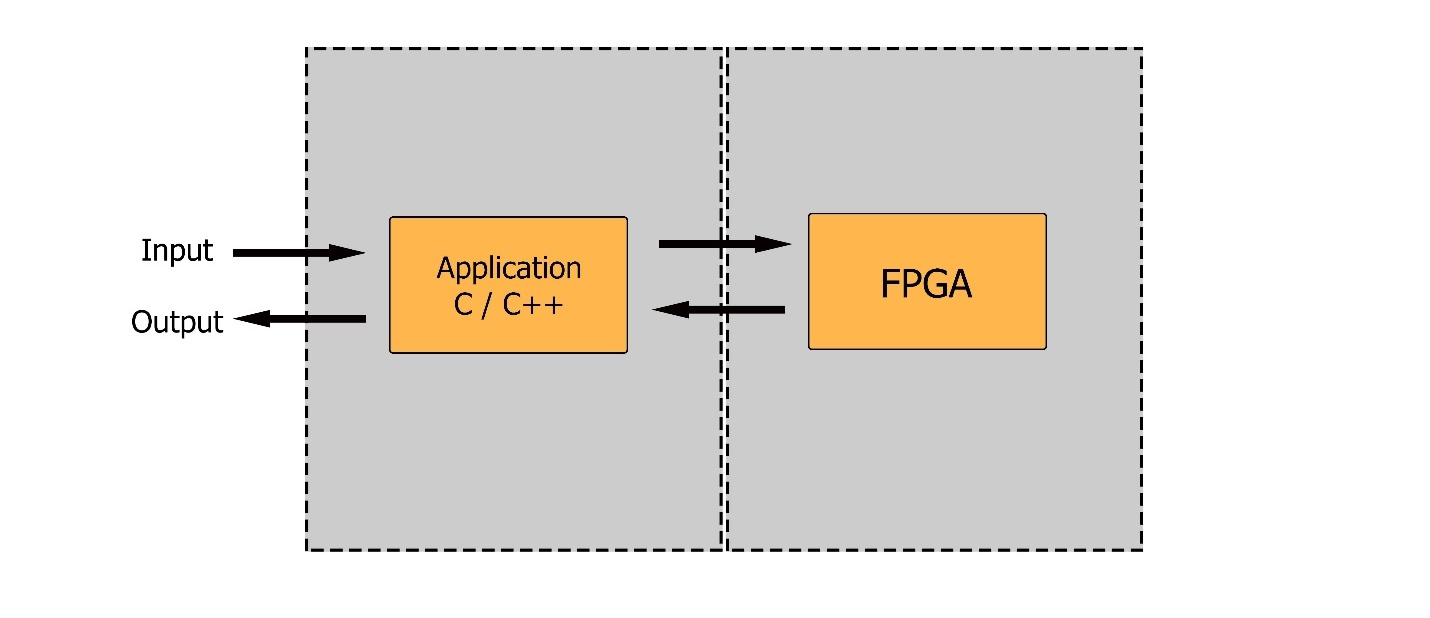 Input
Output
Application
C / C++
FPGA